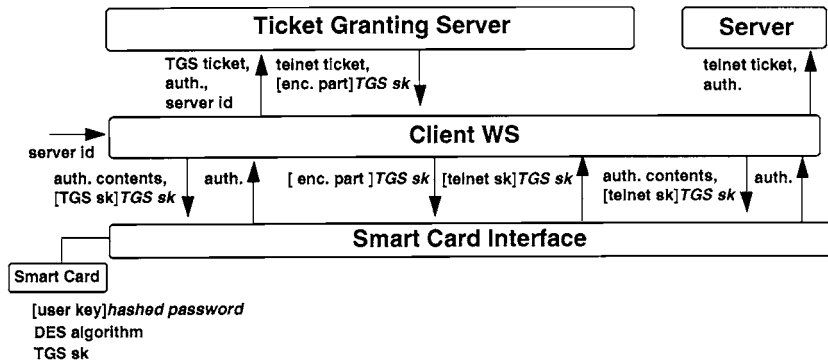 Ticket Granting Server
Server
TGS ticket,
auth.,
server id
telnet ticket,
[enc. part]TGS sk
telnet ticket,
auth.
Client WS
server id
auth. contents,
[TGS sk]TGS sk
auth.
[ enc. part ]TGS sk
[telnet sk]TGS sk
auth. contents,
[telnet sk]TGS sk
auth.
Smart Card Interface
Smart Card
[user key]hashed password
DES algorithm
TGS sk